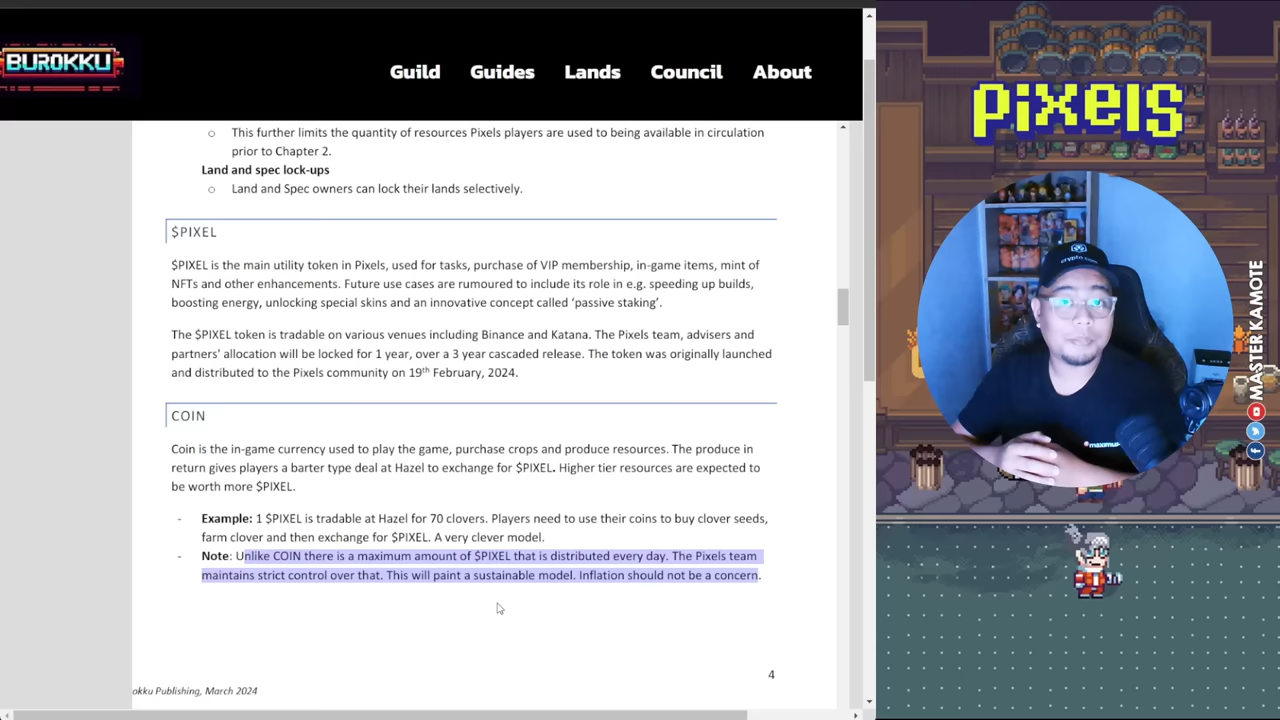 BUROKKU
Guild Guides Lands Council About
○ This further limits the quantity of resources Pixels players are used to being available in circulation
prior to Chapter 2.
Land and spec lock-ups
○ Land and Spec owners can lock their lands selectively.
$PIXEL
$PIXEL is the main utility token in Pixels, used for tasks, purchase of VIP membership, in-game items, mint of
NFTs and other enhancements. Future use cases are rumoured to include its role in e.g. speeding up builds,
boosting energy, unlocking special skins and an innovative concept called ‘passive staking’.
The $PIXEL token is tradable on various venues including Binance and Katana. The Pixels team, advisers and
partners' allocation will be locked for 1 year, over a 3 year cascaded release. The token was originally launched
and distributed to the Pixels community on 19th February, 2024.
COIN
Coin is the in-game currency used to play the game, purchase crops and produce resources. The produce in
return gives players a barter type deal at Hazel to exchange for $PIXEL. Higher tier resources are expected to
be worth more $PIXEL.
- Example: 1 $PIXEL is tradable at Hazel for 70 clovers. Players need to use their coins to buy clover seeds,
farm clover and then exchange for $PIXEL. A very clever model.
- Note: Unlike COIN there is a maximum amount of $PIXEL that is distributed every day. The Pixels team
maintains strict control over that. This will paint a sustainable model. Inflation should not be a concern.
4
okku Publishing, March 2024
pixels
crypto.com
MASTER KAMOTE